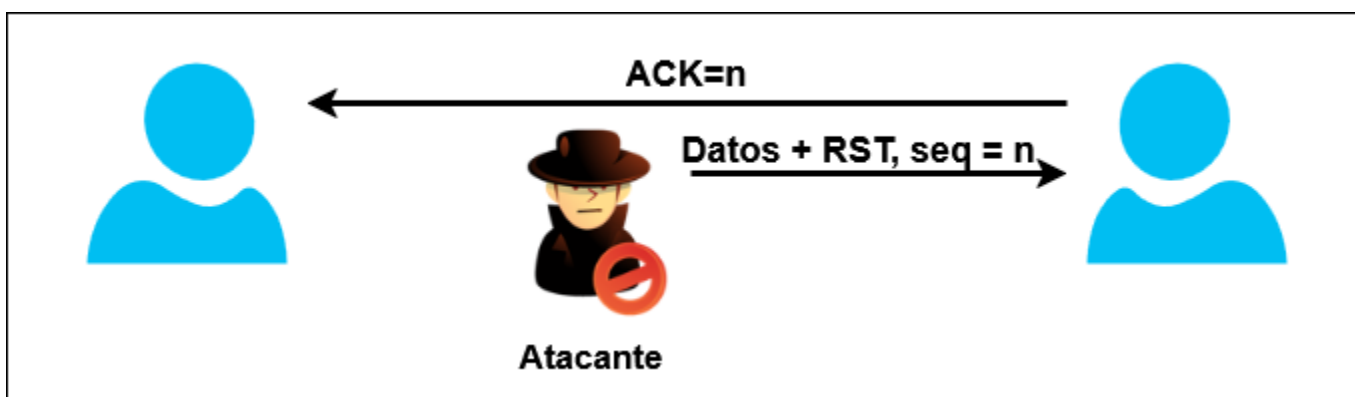 ACK=n
Datos + RST, seq = n
Atacante